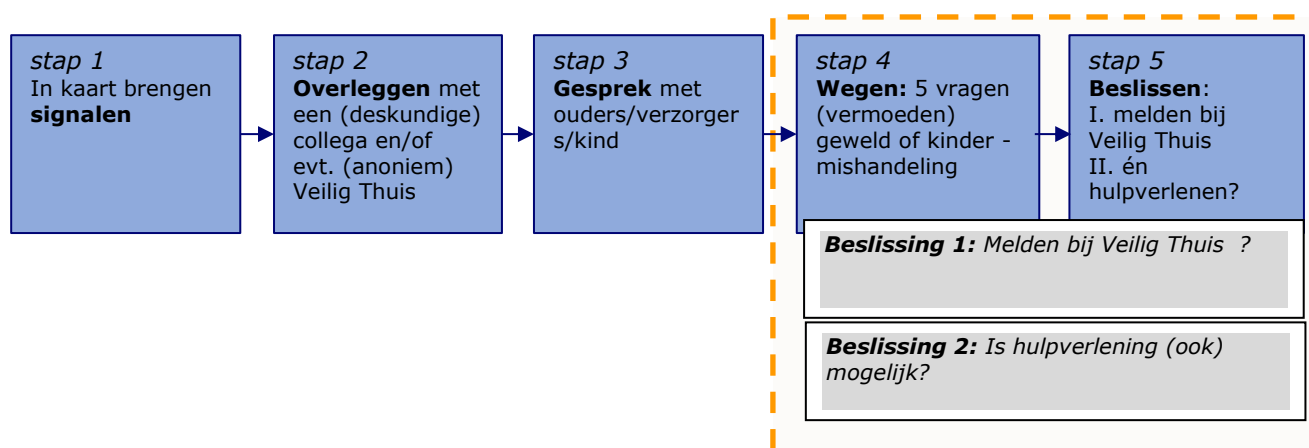 stap 1
In kaart brengen
signalen
stap 2
Overleggen met
een (deskundige)
collega en/of
evt. (anoniem)
Veilig Thuis
stap 3
Gesprek met
ouders/verzorger
s/kind
stap 4
Wegen: 5 vragen
(vermoeden)
geweld of kinder -
mishandeling
stap 5
Beslissen:
I. melden bij
Veilig Thuis
II. én
hulpverlenen?
Beslissing 1: Melden bij Veilig Thuis ?
Beslissing 2: Is hulpverlening (ook)
mogelijk?